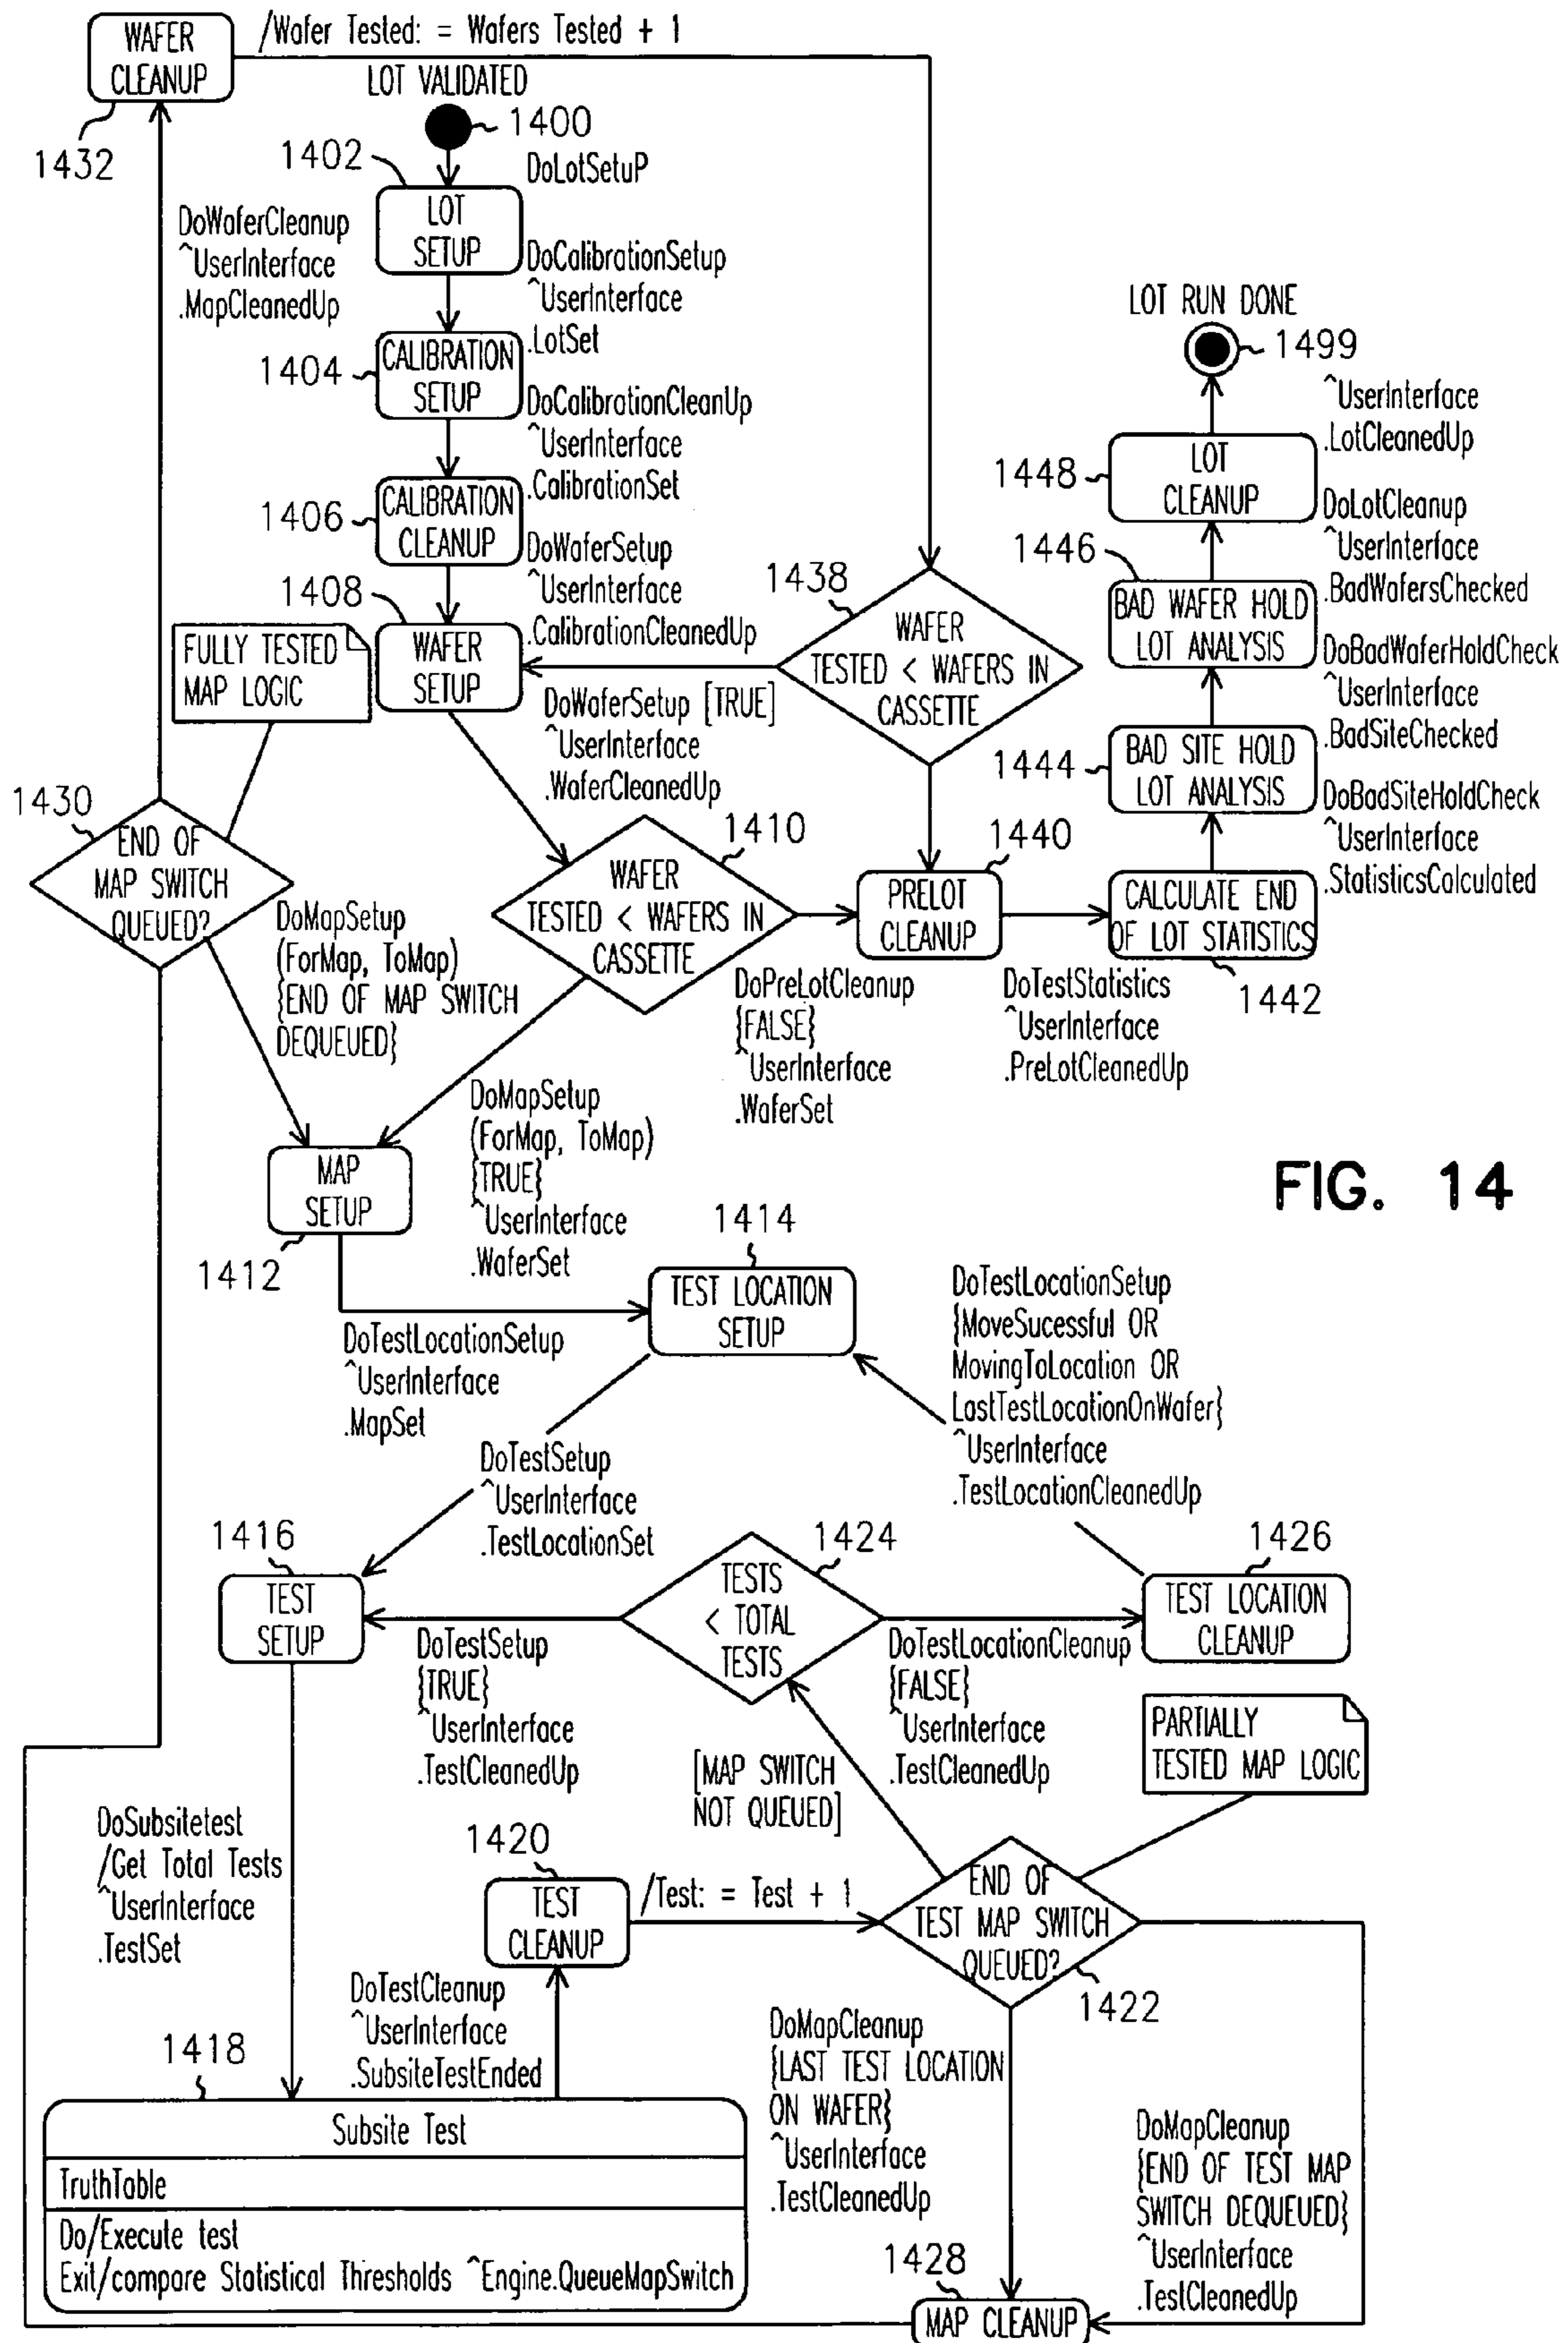 WAFER
CLEANUP
/Wafer Tested: = Wafers Tested + 1
1432
LOT VALIDATED
1400
DoLotSetuP
1402
LOT
SETUP
DoWaferCleanup
^UserInterface
.MapCleanedUp
DoCalibrationSetup
^UserInterface
.LotSet
1404
CALIBRATION
SETUP
DoCalibrationCleanUp
^UserInterface
.CalibrationSet
1406
CALIBRATION
CLEANUP
DoWaferSetup
^UserInterface
.CalibrationCleanedUp
1408
WAFER
SETUP
FULLY TESTED
MAP LOGIC
1438
WAFER
TESTED < WAFERS IN
CASSETTE
DoWaferSetup [TRUE]
^UserInterface
.WaferCleanedUp
LOT RUN DONE
1499
^UserInterface
.LotCleanedUp
1448
LOT
CLEANUP
DoLotCleanup
^UserInterface
.BadWafersChecked
1446
BAD WAFER HOLD
LOT ANALYSIS
DoBadWaferHoldCheck
^UserInterface
.BadSiteChecked
1444
BAD SITE HOLD
LOT ANALYSIS
DoBadSiteHoldCheck
^UserInterface
.StatisticsCalculated
1430
END OF
MAP SWITCH
QUEUED?
1410
WAFER
TESTED < WAFERS IN
CASSETTE
1440
PRELOT
CLEANUP
CALCULATE END
OF LOT STATISTICS
1442
DoMapSetup
(ForMap, ToMap)
{END OF MAP SWITCH
DEQUEUED}
DoPreLotCleanup
{FALSE}
^UserInterface
.WaferSet
DoTestStatistics
^UserInterface
.PreLotCleanedUp
DoMapSetup
(ForMap, ToMap)
{TRUE}
^UserInterface
.WaferSet
MAP
SETUP
1412
FIG. 14
1414
TEST LOCATION
SETUP
DoTestLocationSetup
^UserInterface
.MapSet
DoTestLocationSetup
{MoveSucessful OR
MovingToLocation OR
LastTestLocationOnWafer}
^UserInterface
.TestLocationCleanedUp
DoTestSetup
^UserInterface
.TestLocationSet
1416
TEST
SETUP
1424
TESTS
< TOTAL
TESTS
1426
TEST LOCATION
CLEANUP
DoTestSetup
{TRUE}
^UserInterface
.TestCleanedUp
DoTestLocationCleanup
{FALSE}
^UserInterface
.TestCleanedUp
[MAP SWITCH
NOT QUEUED]
PARTIALLY
TESTED MAP LOGIC
DoSubsitetest
/Get Total Tests
^UserInterface
.TestSet
1420
TEST
CLEANUP
/Test: = Test + 1
END OF
TEST MAP SWITCH
QUEUED?
1422
DoTestCleanup
^UserInterface
.SubsiteTestEnded
1418
Subsite Test
TruthTable
Do/Execute test
Exit/compare Statistical Thresholds ^Engine.QueueMapSwitch
DoMapCleanup
{LAST TEST LOCATION
ON WAFER}
^UserInterface
.TestCleanedUp
DoMapCleanup
{END OF TEST MAP
SWITCH DEQUEUED}
^UserInterface
.TestCleanedUp
1428
MAP CLEANUP